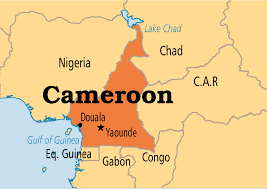 Lake Chad
Chad
Nigeria
C.A.R
Cameroon
Douala
Yaounde
Gulf of Guinea
Eq. Guinea
Gabon
Congo